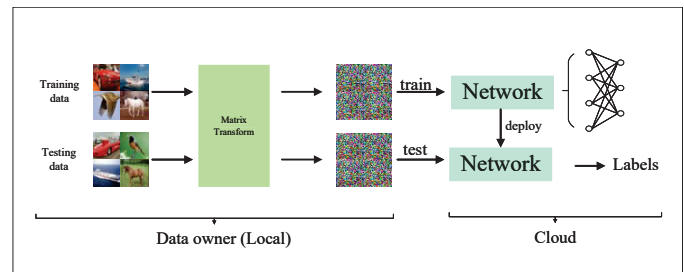 Training
data
Matrix
Transform
train
Network
deploy
Testing
data
test
Network
Labels
Data owner (Local)
Cloud